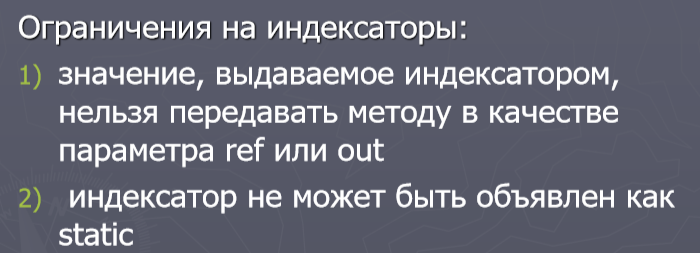 Ограничения на индексаторы:
1) значение, выдаваемое индексатором,
нельзя передавать методу в качестве
параметра ref или out
2) индексатор не может быть объявлен как
static